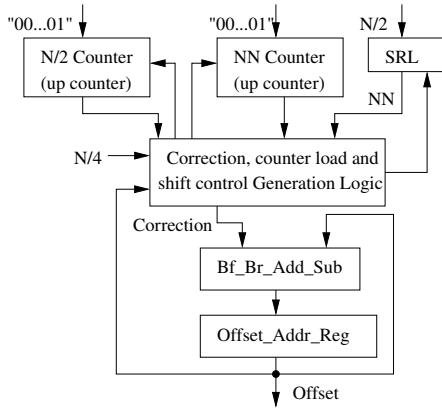 "00...01"
"00...01"
N/2
N/2 Counter
(up counter)
NN Counter
(up counter)
SRL
NN
N/4
Correction, counter load and
shift control Generation Logic
Correction
Bf_Br_Add_Sub
Offset_Addr_Reg
Offset